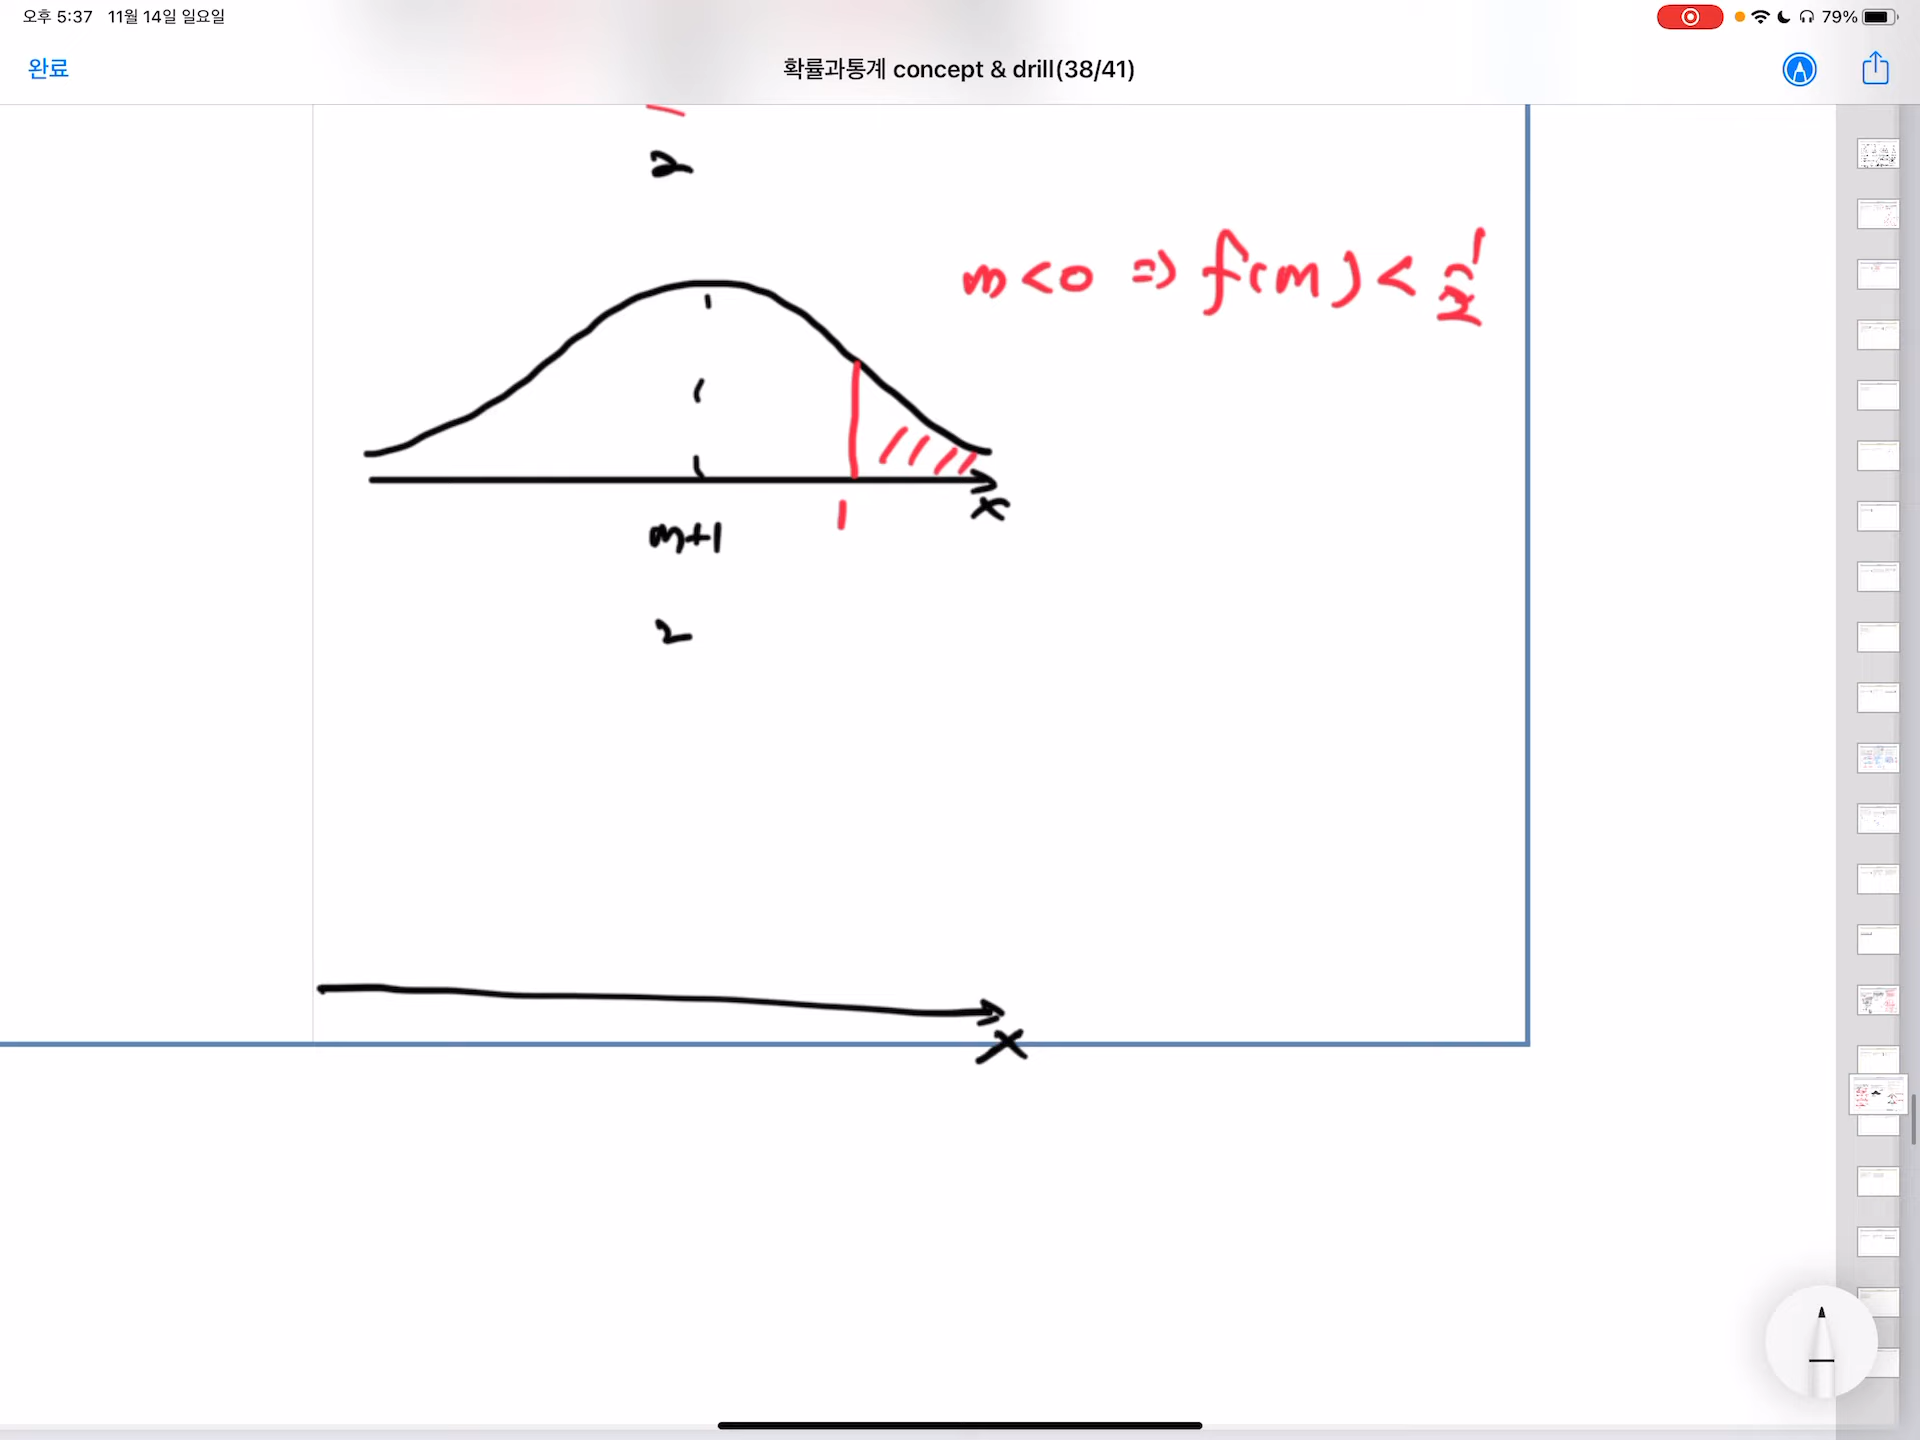 오후 5:37 11월 14일 일요일
79%
완료
확률과통계 concept & drill(38/41)
2
m<0 => f(m) < 1/2
x
m+1
1
2
x